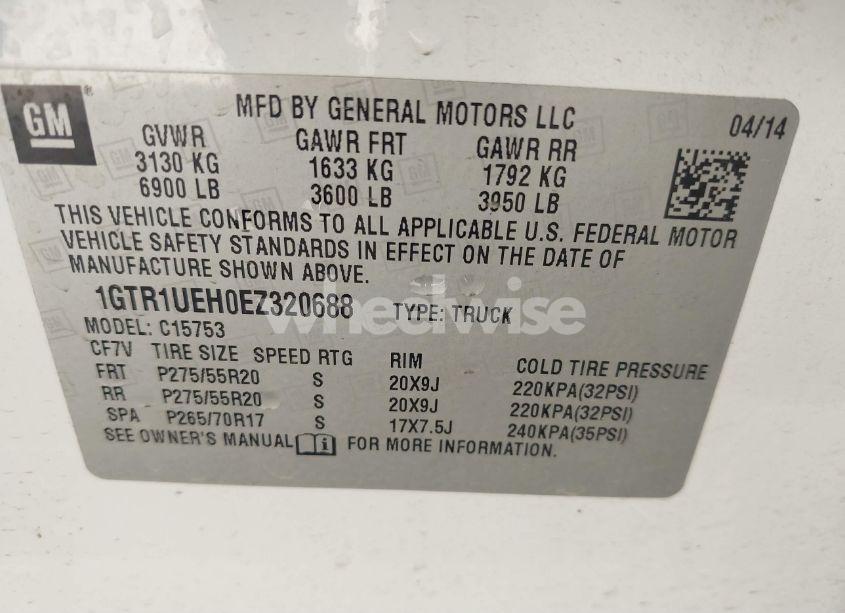 GM
MFD BY GENERAL MOTORS LLC
04/14
GVWR GAWR FRT GAWR RR
3130 KG 1633 KG 1792 KG
6900 LB 3600 LB 3950 LB
THIS VEHICLE CONFORMS TO ALL APPLICABLE U.S. FEDERAL MOTOR
VEHICLE SAFETY STANDARDS IN EFFECT ON THE DATE OF
MANUFACTURE SHOWN ABOVE.
1GTR1UEH0EZ320688 TYPE: TRUCK
wheelwise
MODEL: C15753
CF7V TIRE SIZE SPEED RTG RIM COLD TIRE PRESSURE
FRT P275/55R20 S 20X9J 220KPA(32PSI)
RR P275/55R20 S 20X9J 220KPA(32PSI)
SPA P265/70R17 S 17X7.5J 240KPA(35PSI)
SEE OWNER'S MANUAL i FOR MORE INFORMATION.